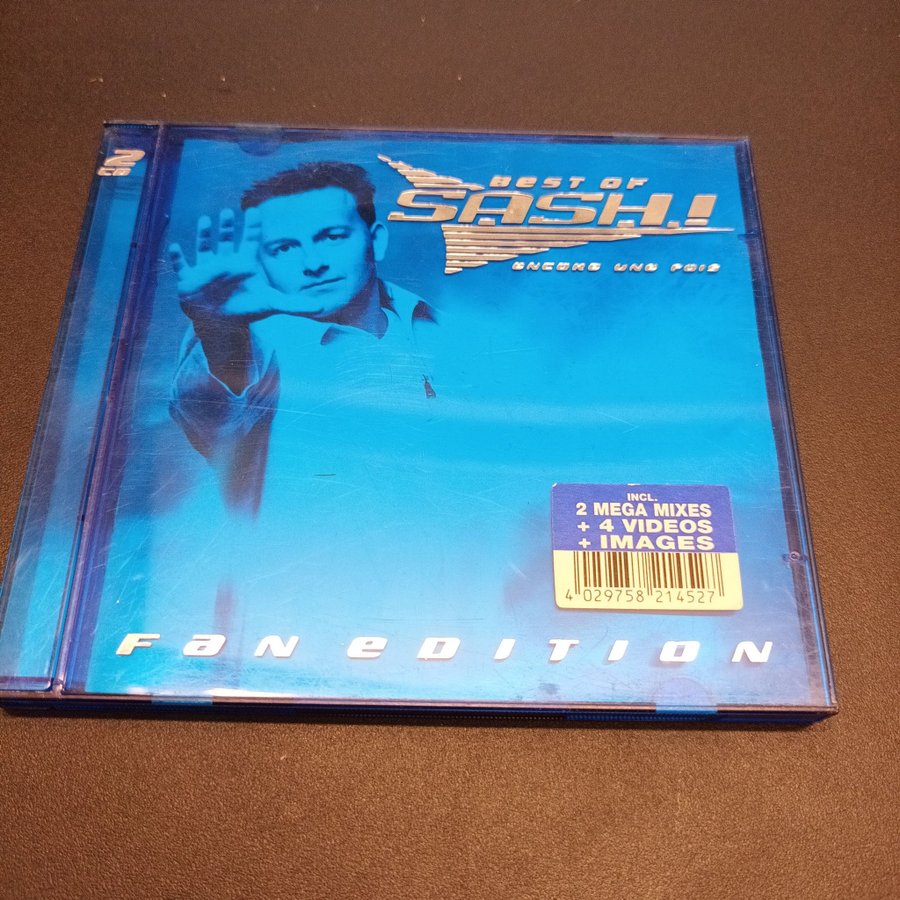 2
CD
BEST OF
SASH!
ENCORE UNE FOIS
INCL.
2 MEGA MIXES
+ 4 VIDEOS
+ IMAGES
4 029758 214527
FAN EDITION